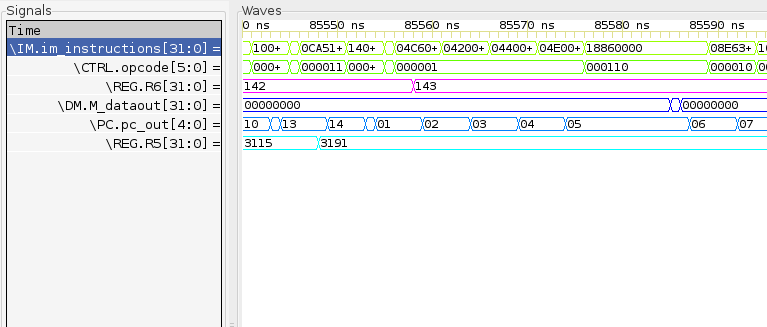 Signals
Waves
Time
0 ns 85550 ns 85560 ns 85570 ns 85580 ns 85590 ns
\IM.im_instructions[31:0] = 100+ 0CA51+ 140+ 04C60+ 04200+ 04400+ 04E00+ 18860000 08E63+
\CTRL.opcode[5:0] = 000+ 000011 000+ 000001 000110 000010
\REG.R6[31:0] = 142 143
\DM.M_dataout[31:0] = 00000000 00000000
\PC.pc_out[4:0] = 10 13 14 01 02 03 04 05 06 07
\REG.R5[31:0] = 3115 3191